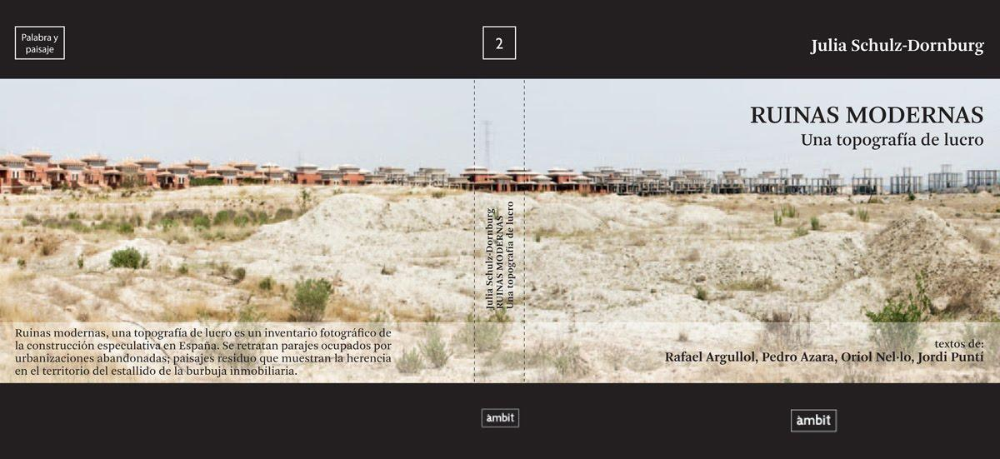 Palabra y
paisaje
Ruinas modernas, una topografía de lucro es un inventario fotográfico de
la construcción especulativa en España. Se retratan parajes ocupados por
urbanizaciones abandonadas; paisajes residuo que muestran la herencia
en el territorio del estallido de la burbuja inmobiliaria.
2
Julia Schulz-Dornburg
RUINAS MODERNAS
Una topografía de lucro
àmbit
Julia Schulz-Dornburg
RUINAS MODERNAS
Una topografía de lucro
textos de:
Rafael Argullol, Pedro Azara, Oriol Nel·lo, Jordi Puntí
àmbit